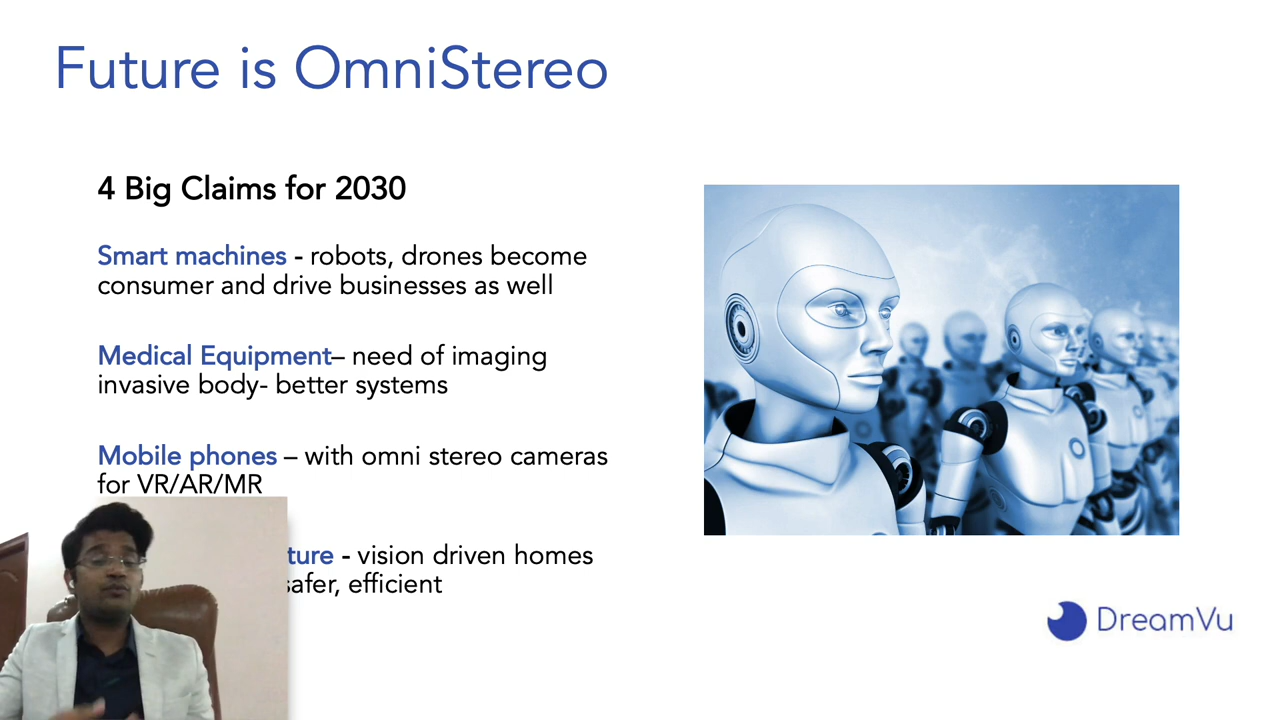 Future is OmniStereo
4 Big Claims for 2030
Smart machines - robots, drones become
consumer and drive businesses as well
Medical Equipment– need of imaging
invasive body- better systems
Mobile phones – with omni stereo cameras
for VR/AR/MR
ture - vision driven homes
safer, efficient
DreamVu